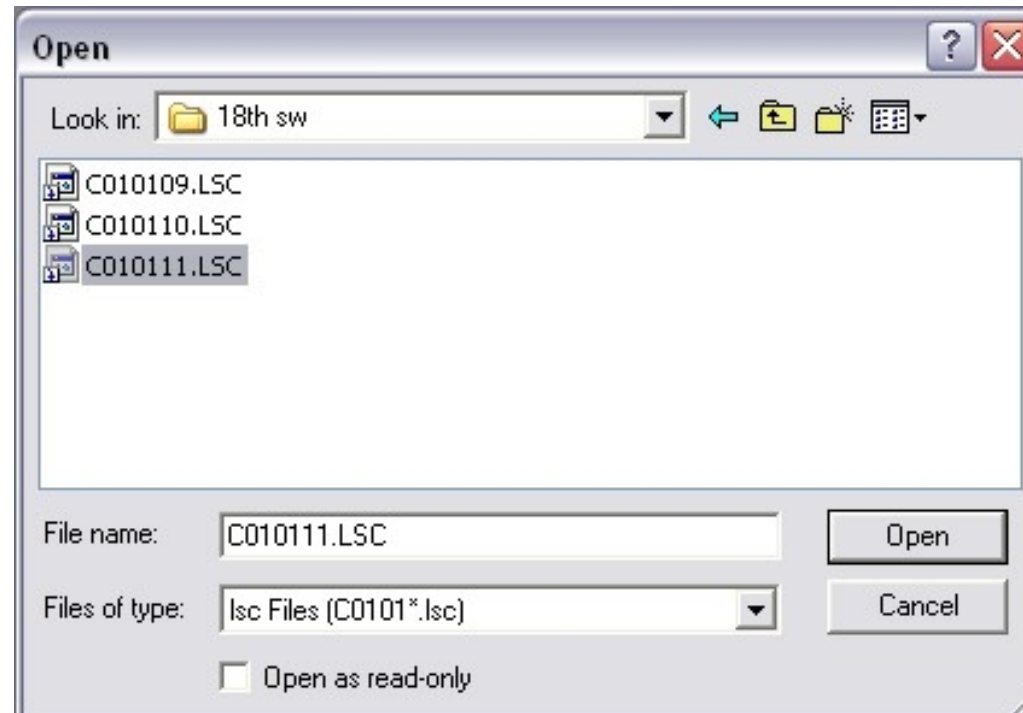 Open
Look in: 18th sw
C010109.LSC
C010110.LSC
C010111.LSC
File name: C010111.LSC Open
Files of type: lsc Files (C0101*.lsc) Cancel
Open as read-only